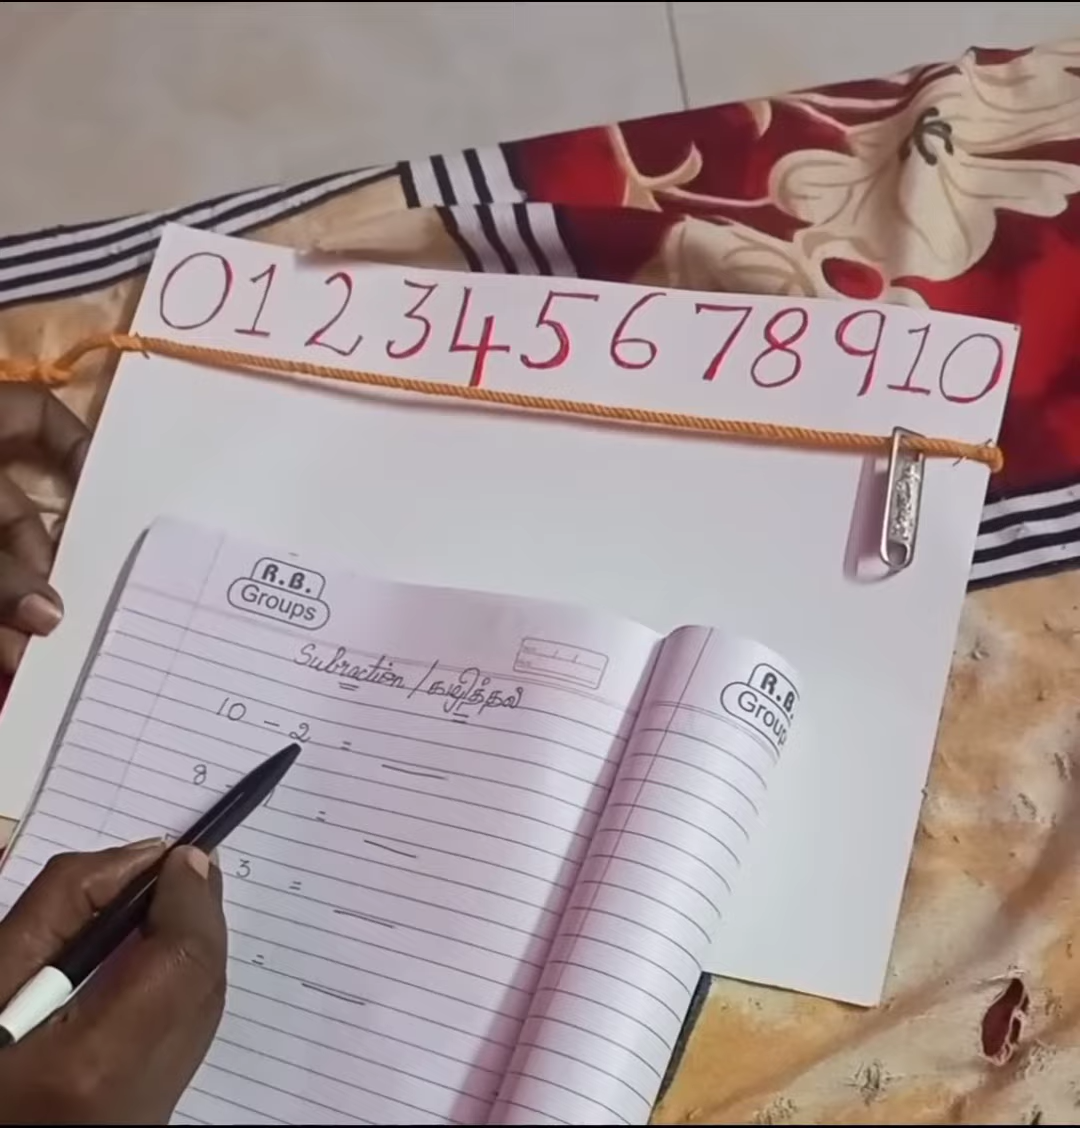 0 1 2 3 4 5 6 7 8 9 10
R.B.
Groups
R.B.
Group
Subraction / கழித்தல்
10 - 2 =
8 =
3 =
=